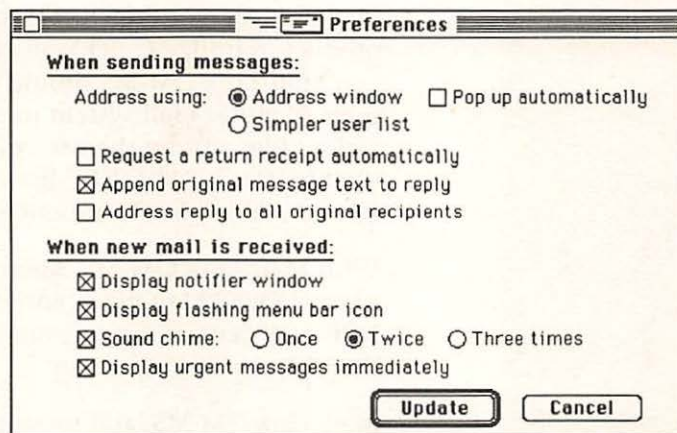 Preferences
When sending messages:
Address using: Address window Pop up automatically
Simpler user list
Request a return receipt automatically
Append original message text to reply
Address reply to all original recipients
When new mail is received:
Display notifier window
Display flashing menu bar icon
Sound chime: Once Twice Three times
Display urgent messages immediately
Update Cancel